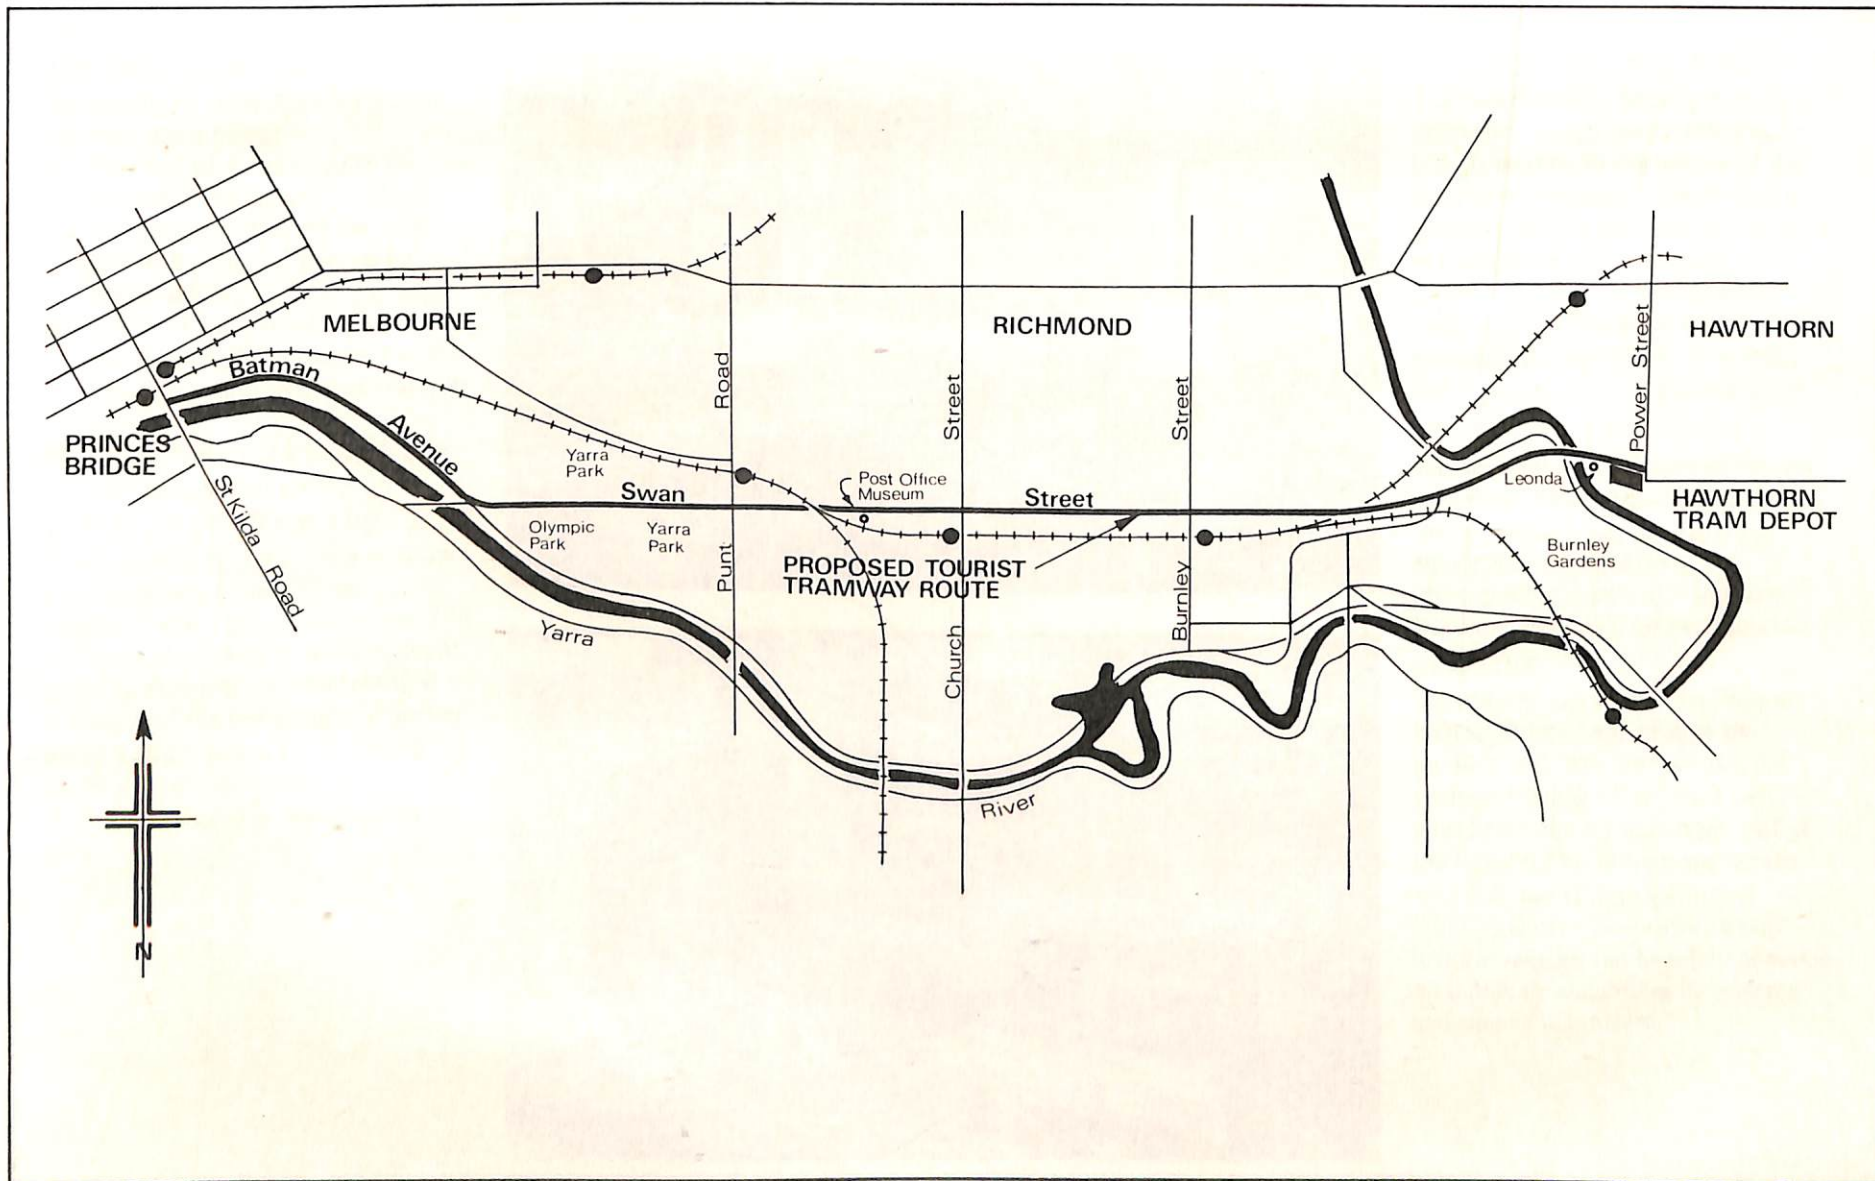 MELBOURNE
RICHMOND
HAWTHORN
Batman
Avenue
PRINCES
BRIDGE
St Kilda Road
Yarra
Park
Swan
Street
Olympic
Park
Yarra
Park
Punt Road
Post Office
Museum
Church Street
Burnley Street
Power Street
Leonda
HAWTHORN
TRAM DEPOT
Burnley
Gardens
PROPOSED TOURIST
TRAMWAY ROUTE
Yarra
River
N